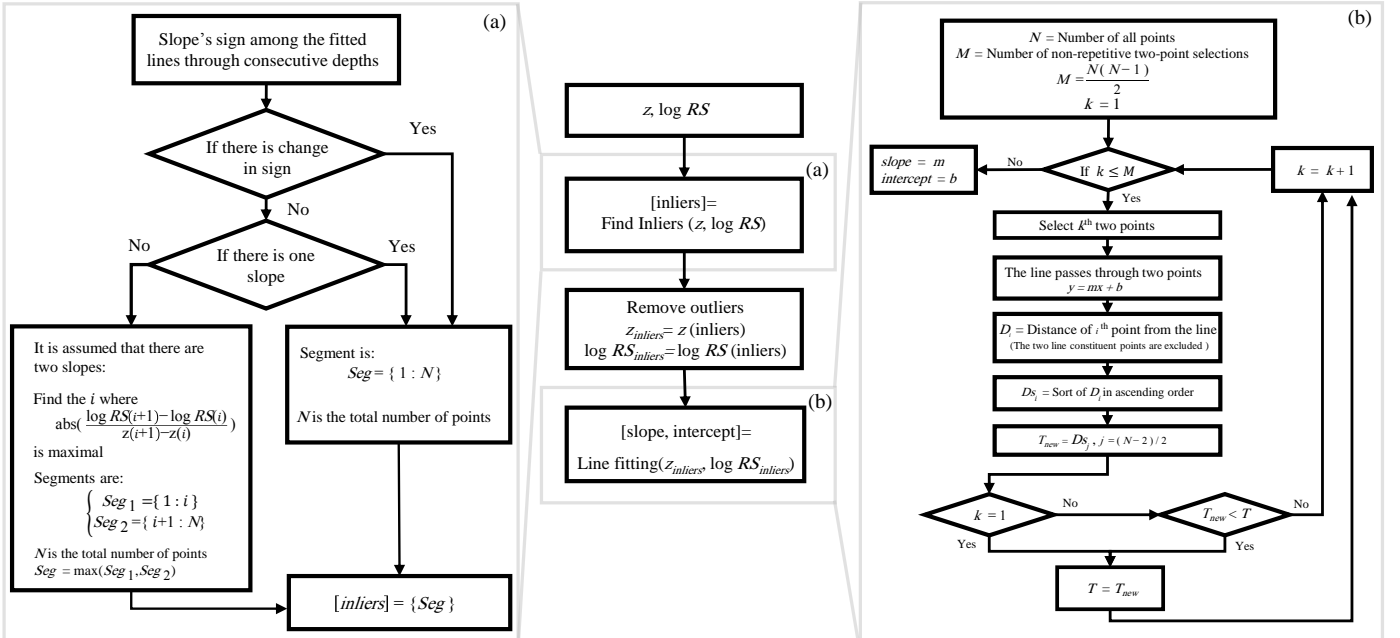 (a)
Slope's sign among the fitted
lines through consecutive depths
If there is change
in sign
Yes
No
If there is one
slope
No
Yes
It is assumed that there are
two slopes:
Find the i where
abs( log RS(i+1)−log RS(i) / z(i+1)−z(i) )
is maximal
Segments are:
{ Seg1 ={ 1 : i }
Seg2 ={ i+1 : N}
N is the total number of points
Seg = max(Seg1,Seg2)
Segment is:
Seg = { 1 : N}
N is the total number of points
[inliers] = {Seg }
z, log RS
(a)
[inliers]=
Find Inliers (z, log RS)
Remove outliers
z_inliers= z (inliers)
log RS_inliers= log RS (inliers)
(b)
[slope, intercept]=
Line fitting(z_inliers, log RS_inliers)
(b)
N = Number of all points
M = Number of non-repetitive two-point selections
M = N( N−1) / 2
k = 1
If k ≤ M
No
slope = m
intercept = b
k = k+1
Yes
Select k th two points
The line passes through two points
y = mx + b
D_i = Distance of i th point from the line
(The two line constituent points are excluded )
Ds_i = Sort of D_i in ascending order
T_new = Ds_j , j = ( N−2 ) / 2
k = 1
No
T_new < T
No
Yes
Yes
T = T_new